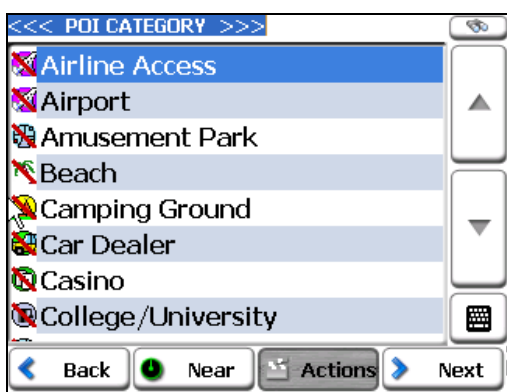 <<< POI CATEGORY >>>
Airline Access
Airport
Amusement Park
Beach
Camping Ground
Car Dealer
Casino
College/University
Back Near Actions Next